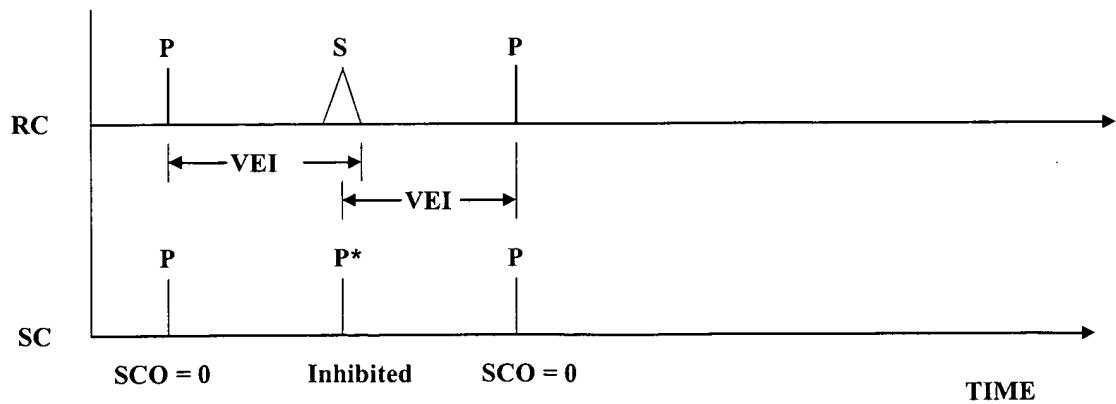 P S P
RC
VEI
VEI
P P* P
SC
SCO = 0 Inhibited SCO = 0
TIME